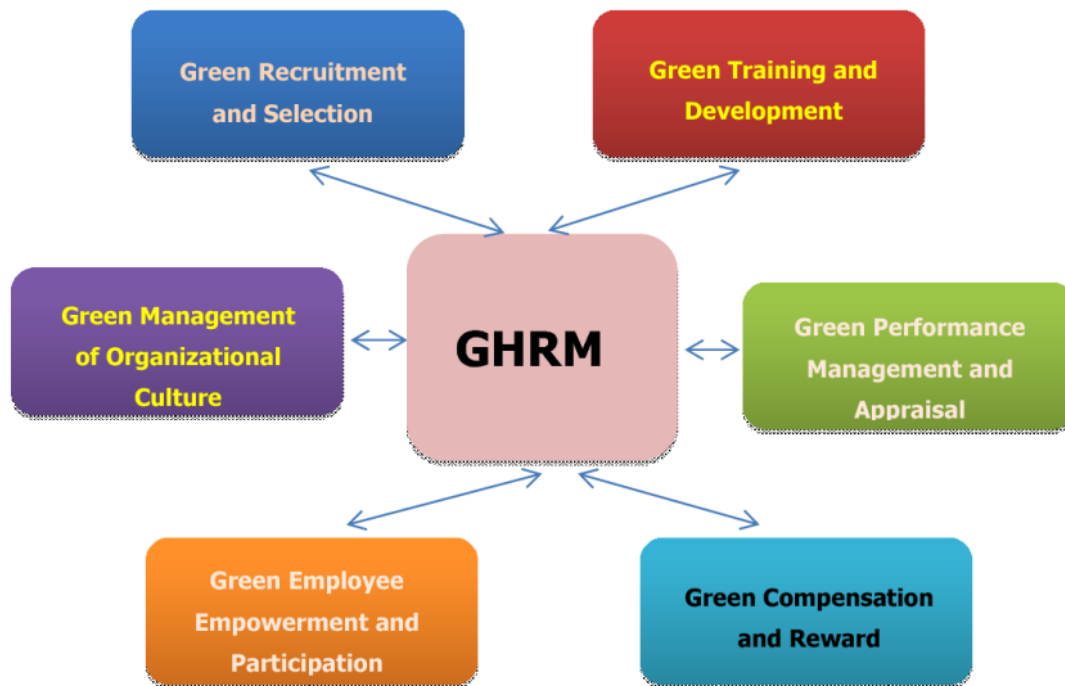 Green Recruitment
and Selection
Green Training and
Development
Green Management
of Organizational
Culture
GHRM
Green Performance
Management and
Appraisal
Green Employee
Empowerment and
Participation
Green Compensation
and Reward